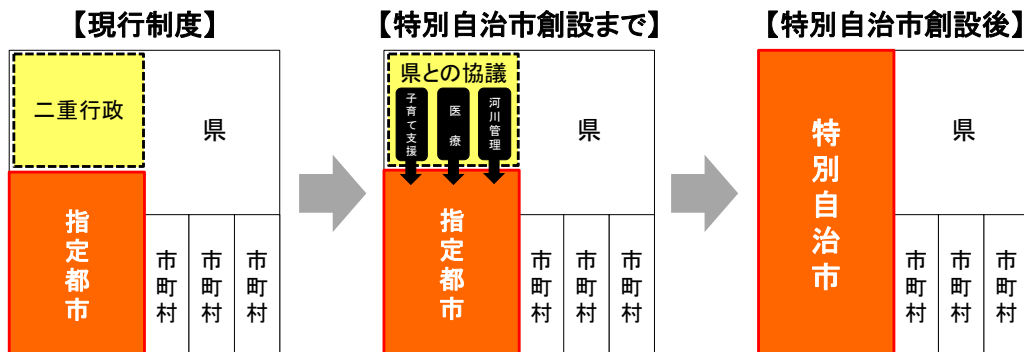 【現行制度】
二重行政
県
指定都市
市町村
市町村
市町村
【特別自治市創設まで】
県との協議
子育て支援
医療
河川管理
県
指定都市
市町村
市町村
市町村
【特別自治市創設後】
特別自治市
県
市町村
市町村
市町村